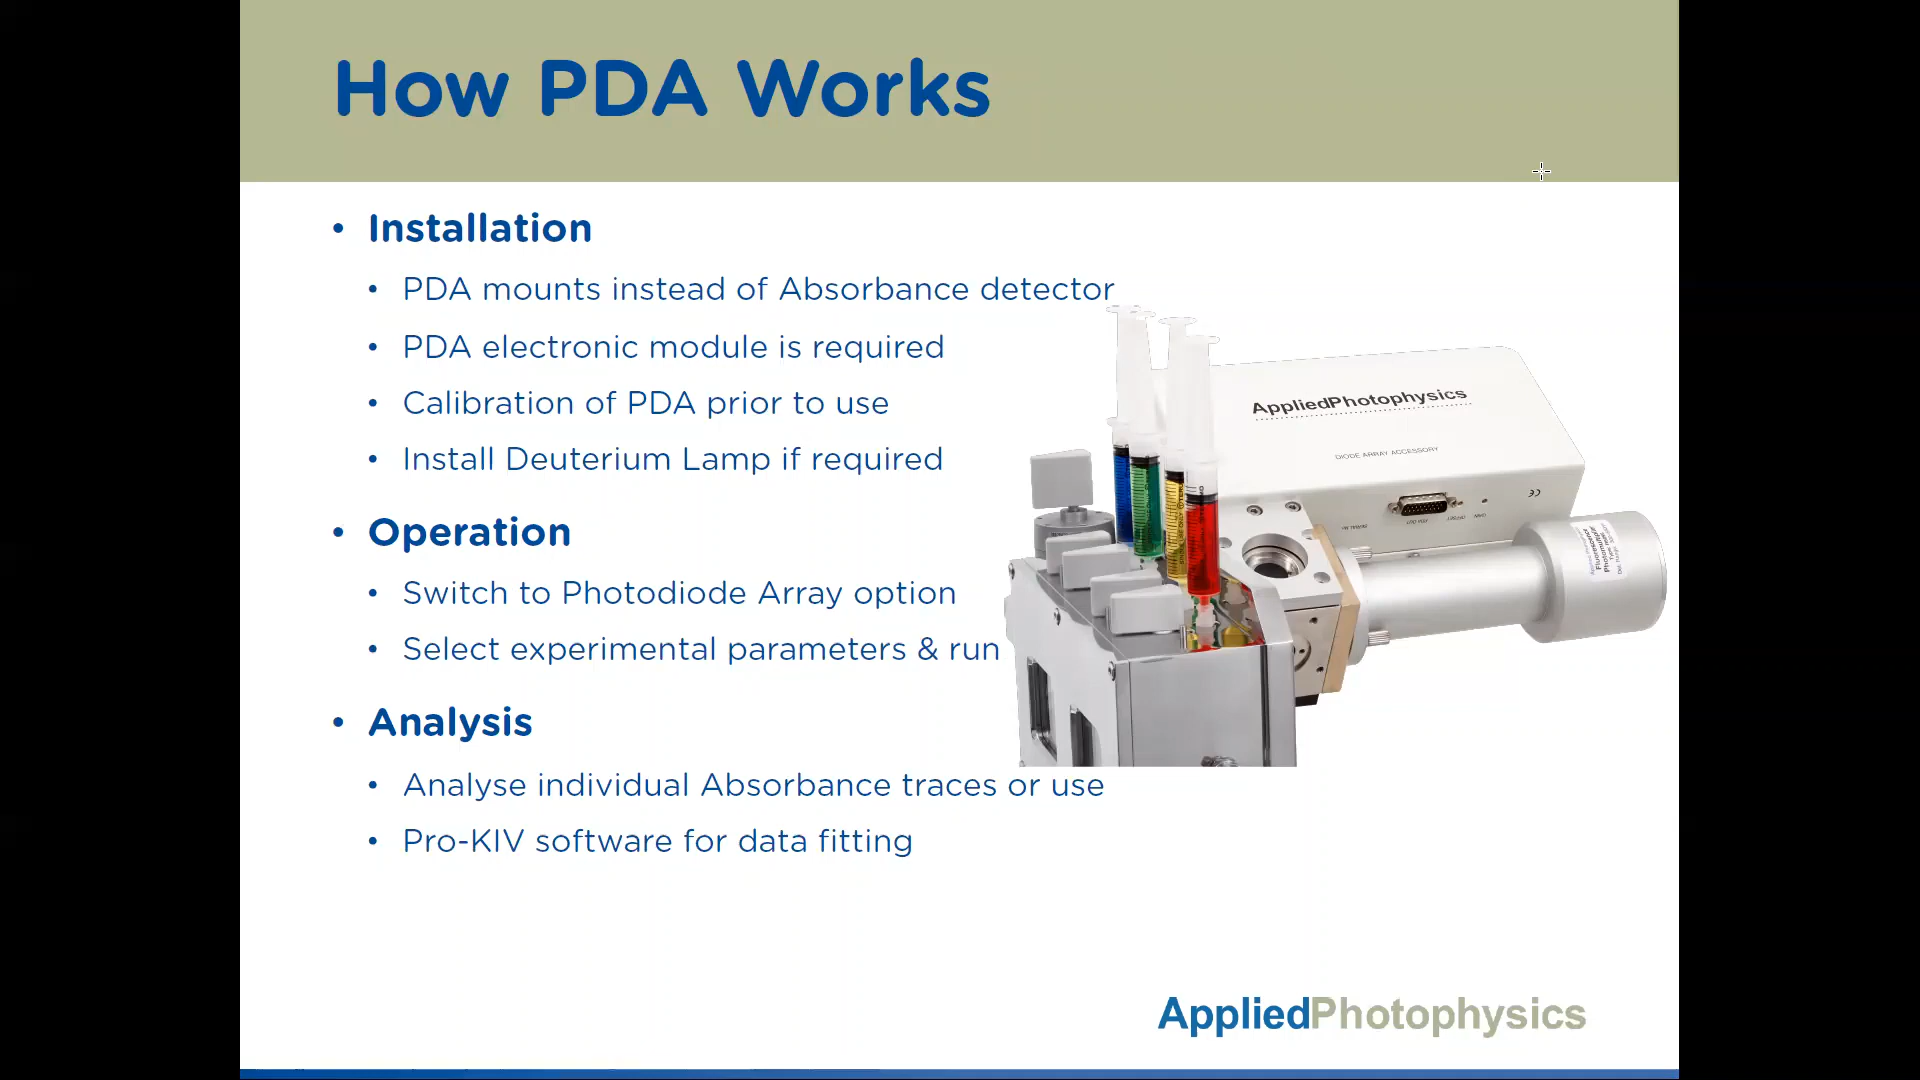 How PDA Works
• Installation
• PDA mounts instead of Absorbance detector
• PDA electronic module is required
• Calibration of PDA prior to use
• Install Deuterium Lamp if required
• Operation
• Switch to Photodiode Array option
• Select experimental parameters & run
• Analysis
• Analyse individual Absorbance traces or use
• Pro-KIV software for data fitting
AppliedPhotophysics
DIODE ARRAY ACCESSORY
CE
AppliedPhotophysics